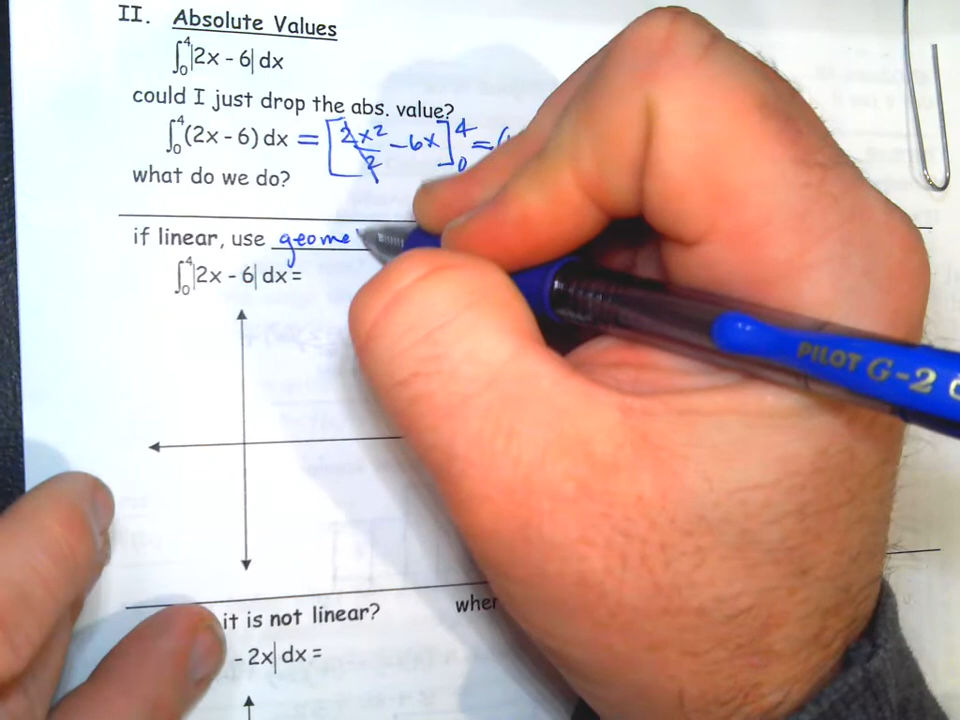 II. Absolute Values
∫₀⁴|2x - 6| dx
could I just drop the abs. value?
∫₀⁴(2x - 6) dx = [2x²/2 - 6x]₀⁴ = (
what do we do?
if linear, use geome
∫₀⁴|2x - 6| dx =
it is not linear?
- 2x| dx =
PILOT G-2